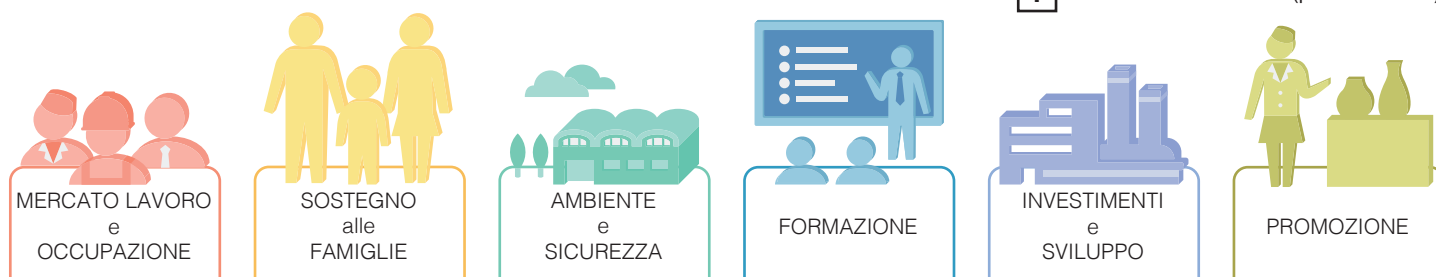 MERCATO LAVORO
e
OCCUPAZIONE
SOSTEGNO
alle
FAMIGLIE
AMBIENTE
e
SICUREZZA
FORMAZIONE
INVESTIMENTI
e
SVILUPPO
PROMOZIONE